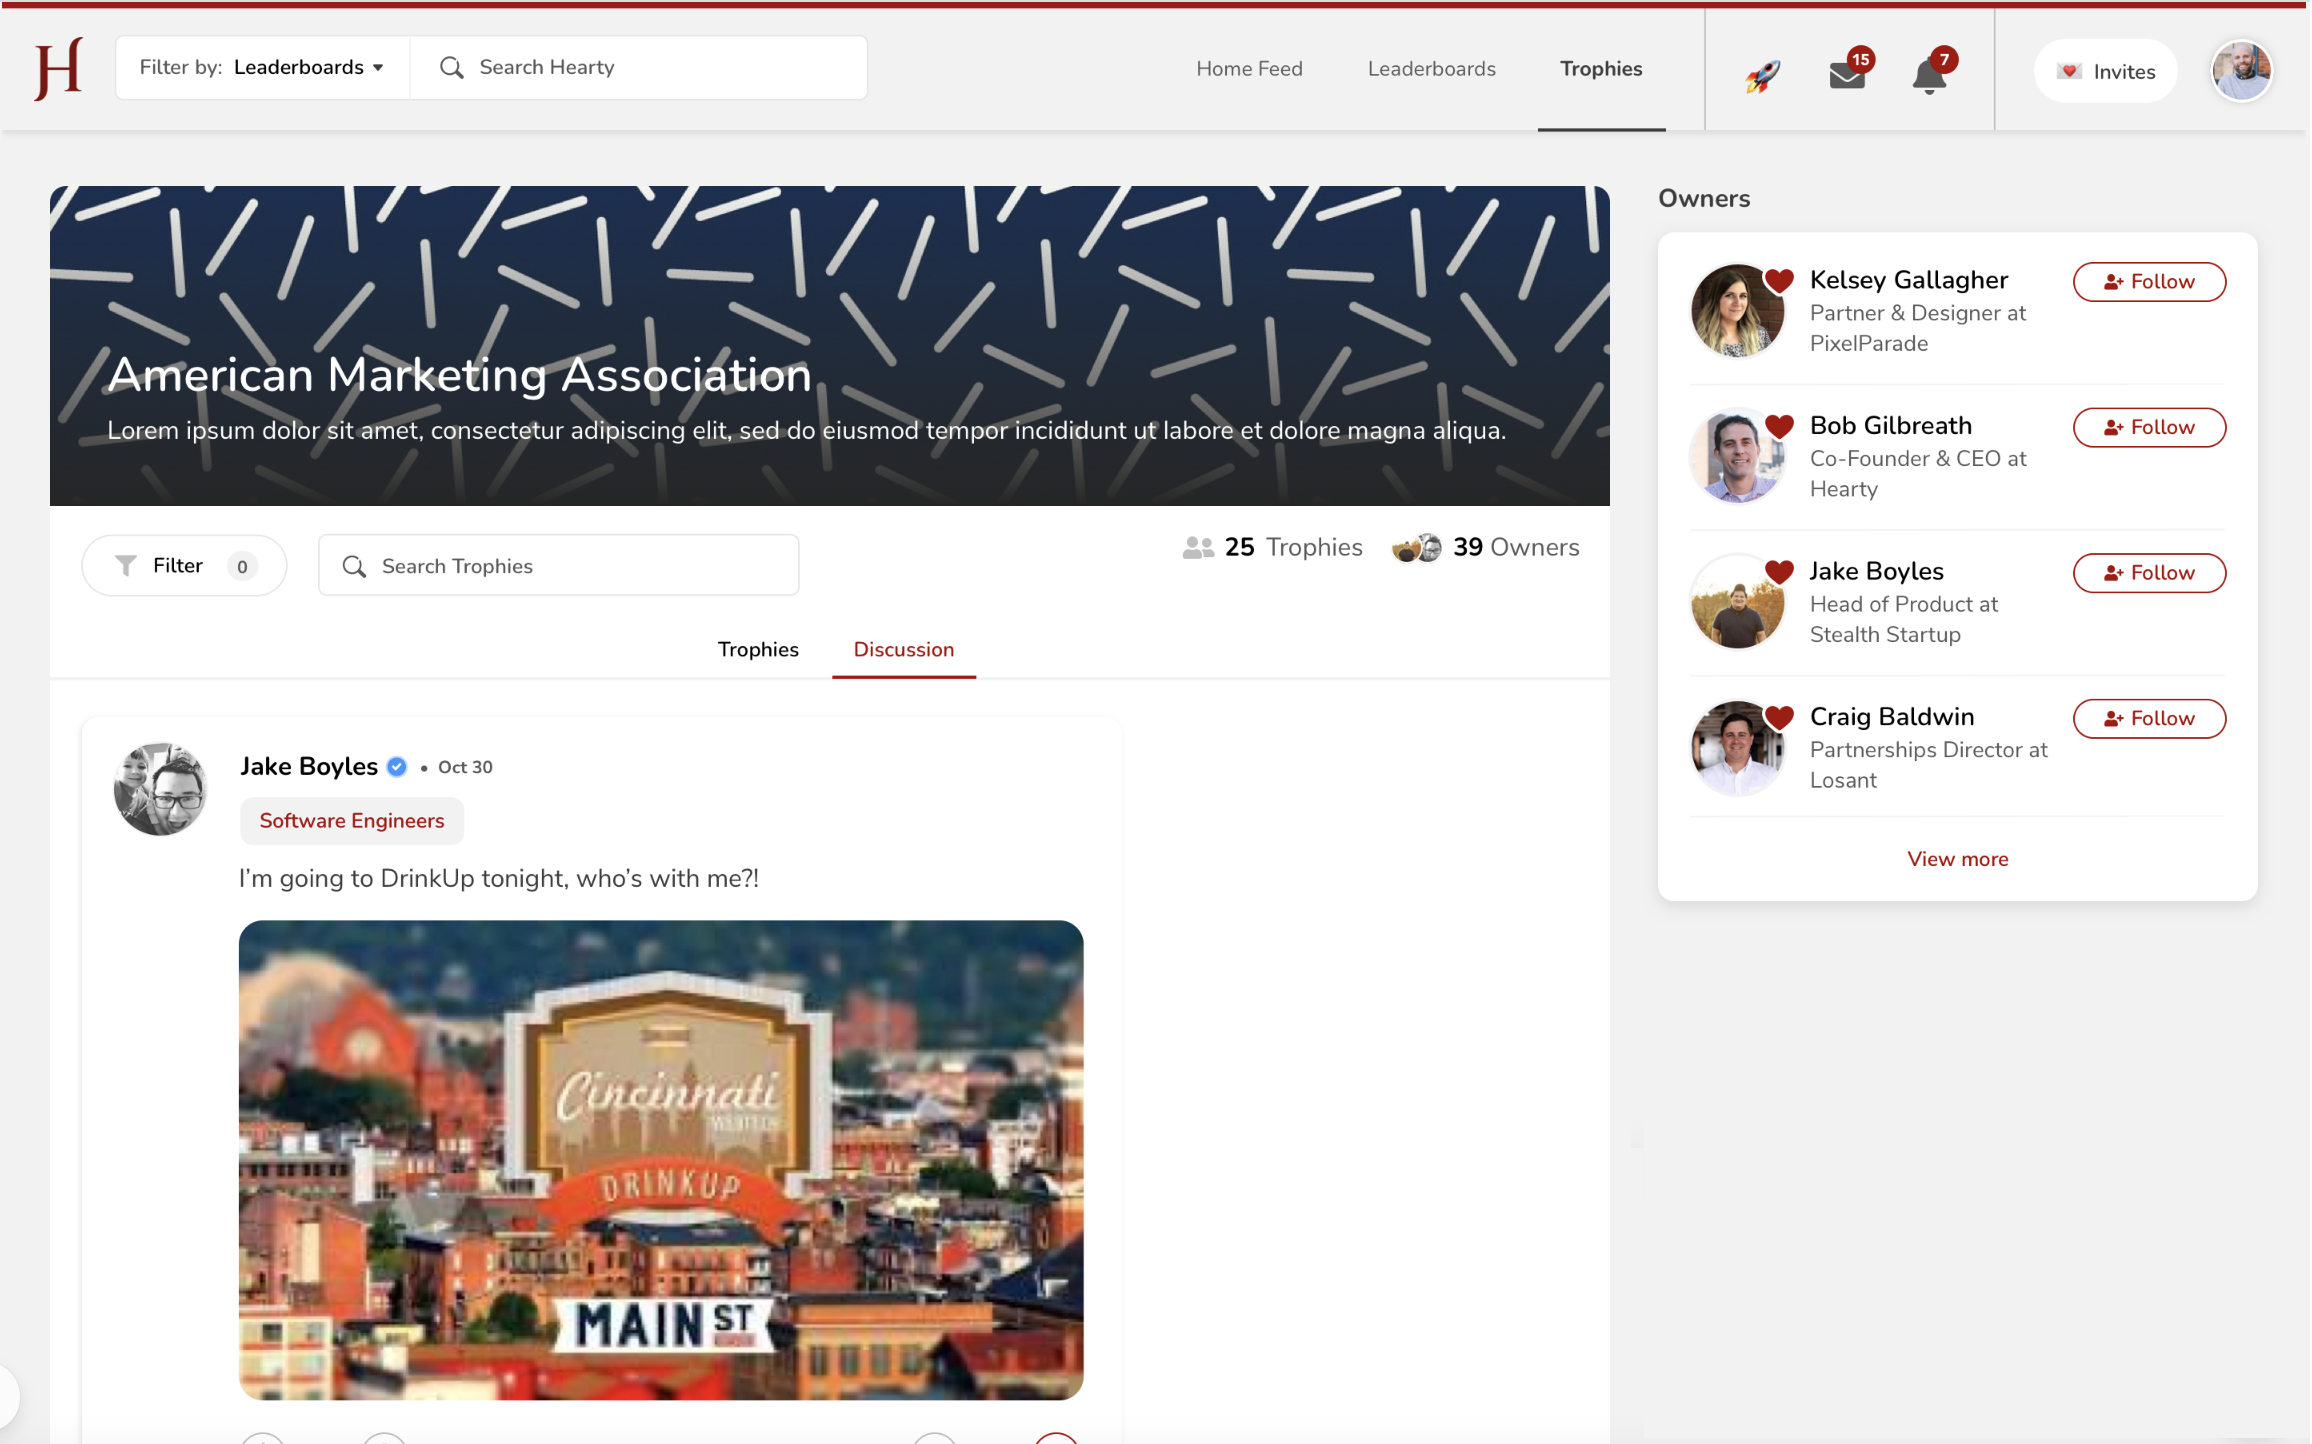 H
Filter by: Leaderboards
Search Hearty
Home Feed
Leaderboards
Trophies
15
7
Invites
American Marketing Association
Lorem ipsum dolor sit amet, consectetur adipiscing elit, sed do eiusmod tempor incididunt ut labore et dolore magna aliqua.
Filter 0
Search Trophies
25 Trophies
39 Owners
Trophies
Discussion
Jake Boyles • Oct 30
Software Engineers
I’m going to DrinkUp tonight, who’s with me?!
Cincinnati
DRINKUP
MAIN ST
Owners
Kelsey Gallagher
Follow
Partner & Designer at
PixelParade
Bob Gilbreath
Follow
Co-Founder & CEO at
Hearty
Jake Boyles
Follow
Head of Product at
Stealth Startup
Craig Baldwin
Follow
Partnerships Director at
Losant
View more